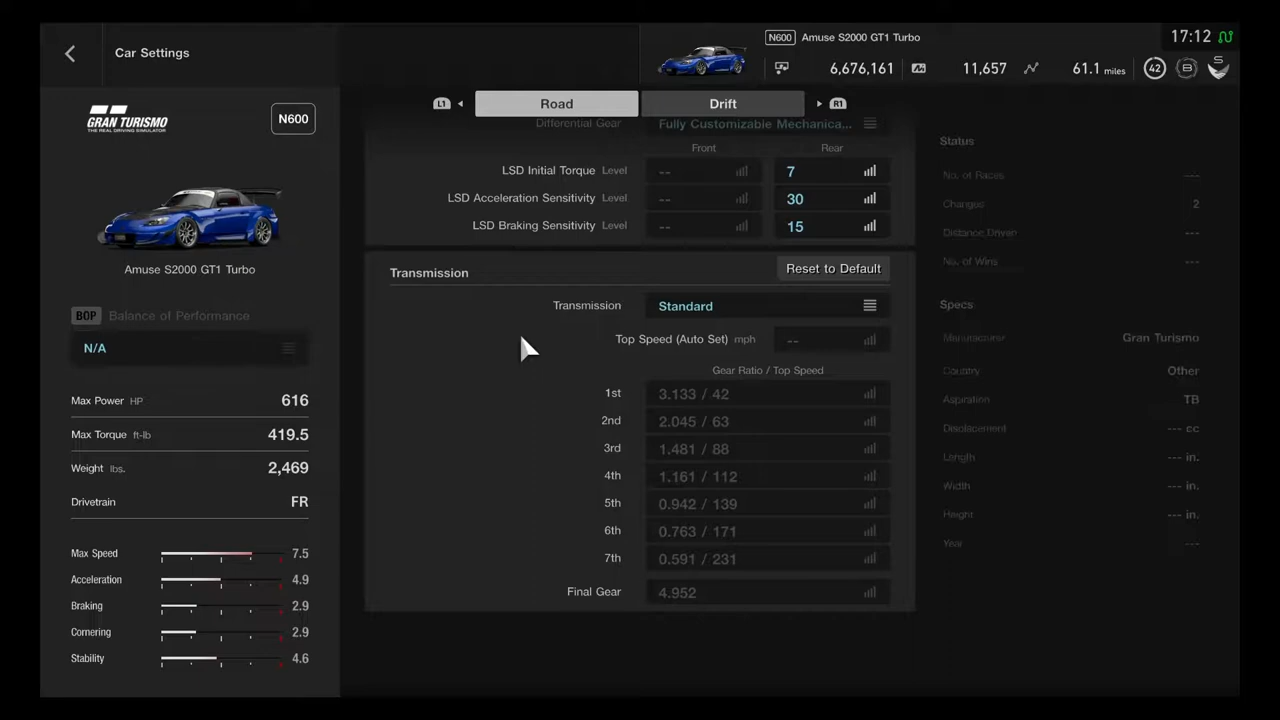 Car Settings
N600 Amuse S2000 GT1 Turbo
17:12
6,676,161
11,657
61.1 miles
42
B
S
L1 Road Drift R1
GRAN TURISMO
THE REAL DRIVING SIMULATOR
N600
Amuse S2000 GT1 Turbo
BOP Balance of Performance
N/A
Max Power HP 616
Max Torque ft-lb 419.5
Weight lbs. 2,469
Drivetrain FR
Max Speed 7.5
Acceleration 4.9
Braking 2.9
Cornering 2.9
Stability 4.6
Differential Gear Fully Customizable Mechanica...
Front Rear
LSD Initial Torque Level -- 7
LSD Acceleration Sensitivity Level -- 30
LSD Braking Sensitivity Level -- 15
Transmission Reset to Default
Transmission Standard
Top Speed (Auto Set) mph --
Gear Ratio / Top Speed
1st 3.133 / 42
2nd 2.045 / 63
3rd 1.481 / 88
4th 1.161 / 112
5th 0.942 / 139
6th 0.763 / 171
7th 0.591 / 231
Final Gear 4.952
Status
No. of Races ---
Changes 2
Distance Driven ---
No. of Wins ---
Specs
Manufacturer Gran Turismo
Country Other
Aspiration TB
Displacement --- cc
Length --- in.
Width --- in.
Height --- in.
Year ---